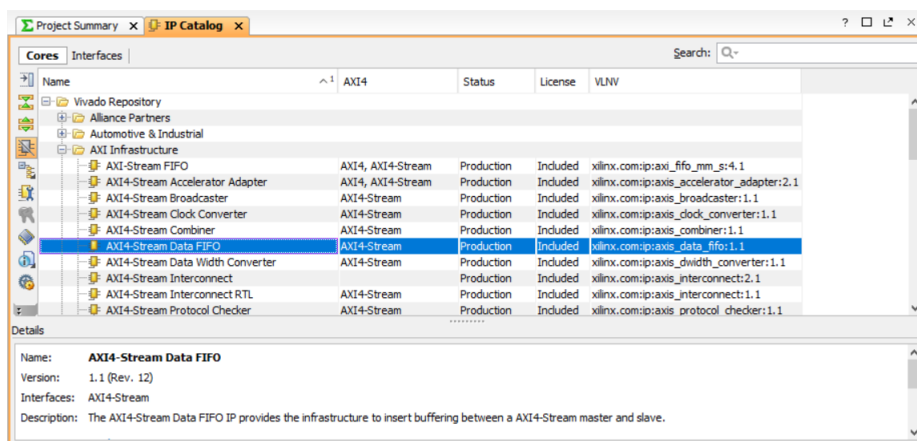 Project Summary × IP Catalog × ?
Cores Interfaces Search:
Name 1 AXI4 Status License VLNV
Vivado Repository
Alliance Partners
Automotive & Industrial
AXI Infrastructure
AXI-Stream FIFO AXI4, AXI4-Stream Production Included xilinx.com:ip:axi_fifo_mm_s:4.1
AXI4-Stream Accelerator Adapter AXI4, AXI4-Stream Production Included xilinx.com:ip:axis_accelerator_adapter:2.1
AXI4-Stream Broadcaster AXI4-Stream Production Included xilinx.com:ip:axis_broadcaster:1.1
AXI4-Stream Clock Converter AXI4-Stream Production Included xilinx.com:ip:axis_clock_converter:1.1
AXI4-Stream Combiner AXI4-Stream Production Included xilinx.com:ip:axis_combiner:1.1
AXI4-Stream Data FIFO AXI4-Stream Production Included xilinx.com:ip:axis_data_fifo:1.1
AXI4-Stream Data Width Converter AXI4-Stream Production Included xilinx.com:ip:axis_dwidth_converter:1.1
AXI4-Stream Interconnect Production Included xilinx.com:ip:axis_interconnect:2.1
AXI4-Stream Interconnect RTL AXI4-Stream Production Included xilinx.com:ip:axis_interconnect:1.1
AXI4-Stream Protocol Checker AXI4-Stream Production Included xilinx.com:ip:axis_protocol_checker:1.1
Details
Name: AXI4-Stream Data FIFO
Version: 1.1 (Rev. 12)
Interfaces: AXI4-Stream
Description: The AXI4-Stream Data FIFO IP provides the infrastructure to insert buffering between a AXI4-Stream master and slave.